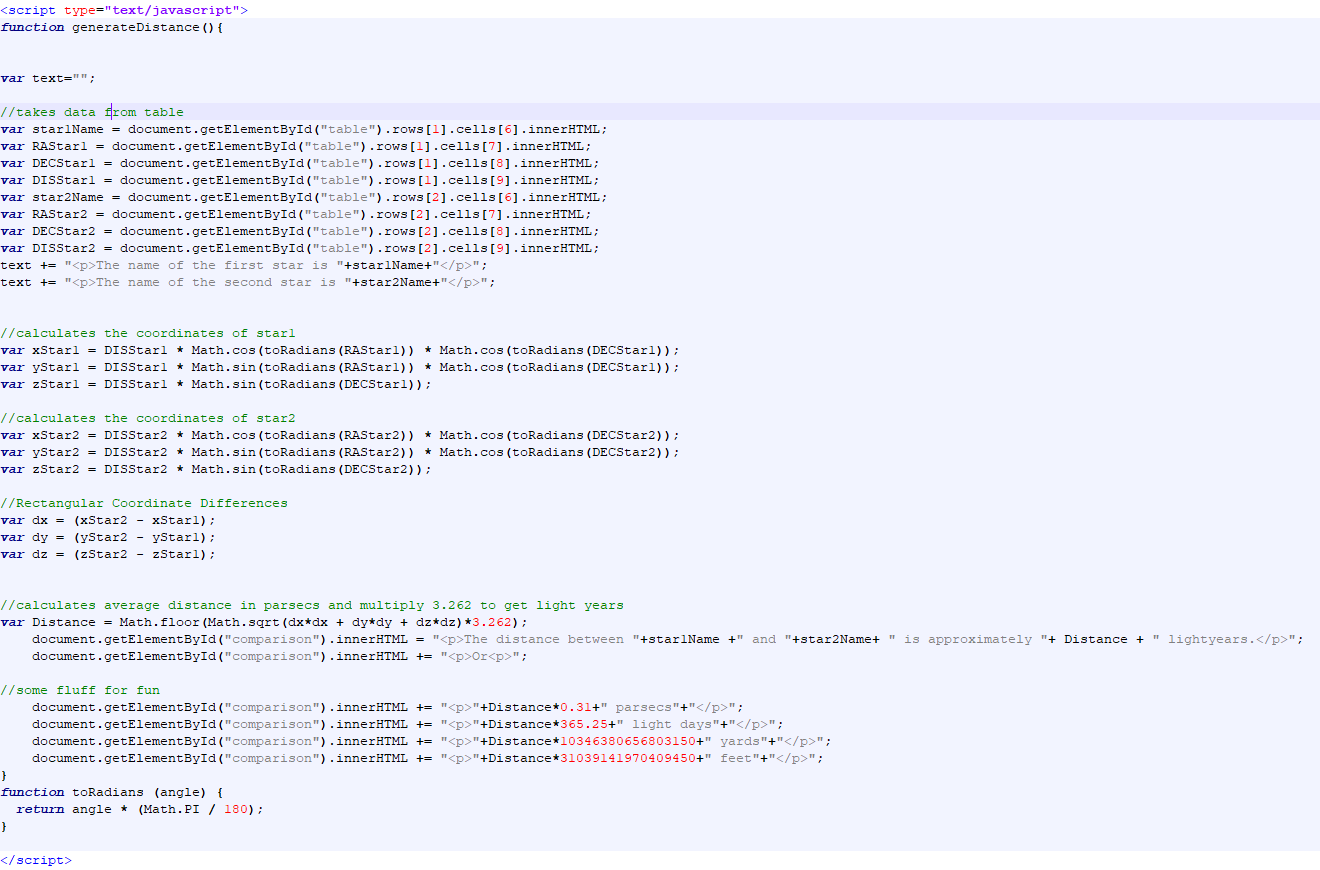 <script type="text/javascript">
function generateDistance(){
var text="";
//takes data from table
var star1Name = document.getElementById("table").rows[1].cells[6].innerHTML;
var RAStar1 = document.getElementById("table").rows[1].cells[7].innerHTML;
var DECStar1 = document.getElementById("table").rows[1].cells[8].innerHTML;
var DISStar1 = document.getElementById("table").rows[1].cells[9].innerHTML;
var star2Name = document.getElementById("table").rows[2].cells[6].innerHTML;
var RAStar2 = document.getElementById("table").rows[2].cells[7].innerHTML;
var DECStar2 = document.getElementById("table").rows[2].cells[8].innerHTML;
var DISStar2 = document.getElementById("table").rows[2].cells[9].innerHTML;
text += "<p>The name of the first star is "+star1Name+"</p>";
text += "<p>The name of the second star is "+star2Name+"</p>";
//calculates the coordinates of star1
var xStar1 = DISStar1 * Math.cos(toRadians(RAStar1)) * Math.cos(toRadians(DECStar1));
var yStar1 = DISStar1 * Math.sin(toRadians(RAStar1)) * Math.cos(toRadians(DECStar1));
var zStar1 = DISStar1 * Math.sin(toRadians(DECStar1));
//calculates the coordinates of star2
var xStar2 = DISStar2 * Math.cos(toRadians(RAStar2)) * Math.cos(toRadians(DECStar2));
var yStar2 = DISStar2 * Math.sin(toRadians(RAStar2)) * Math.cos(toRadians(DECStar2));
var zStar2 = DISStar2 * Math.sin(toRadians(DECStar2));
//Rectangular Coordinate Differences
var dx = (xStar2 - xStar1);
var dy = (yStar2 - yStar1);
var dz = (zStar2 - zStar1);
//calculates average distance in parsecs and multiply 3.262 to get light years
var Distance = Math.floor(Math.sqrt(dx*dx + dy*dy + dz*dz)*3.262);
document.getElementById("comparison").innerHTML = "<p>The distance between "+star1Name +" and "+star2Name+ " is approximately "+ Distance + " lightyears.</p>";
document.getElementById("comparison").innerHTML += "<p>Or<p>";
//some fluff for fun
document.getElementById("comparison").innerHTML += "<p>"+Distance*0.31+" parsecs"+"</p>";
document.getElementById("comparison").innerHTML += "<p>"+Distance*365.25+" light days"+"</p>";
document.getElementById("comparison").innerHTML += "<p>"+Distance*10346380656803150+" yards"+"</p>";
document.getElementById("comparison").innerHTML += "<p>"+Distance*31039141970409450+" feet"+"</p>";
}
function toRadians (angle) {
return angle * (Math.PI / 180);
}
</script>